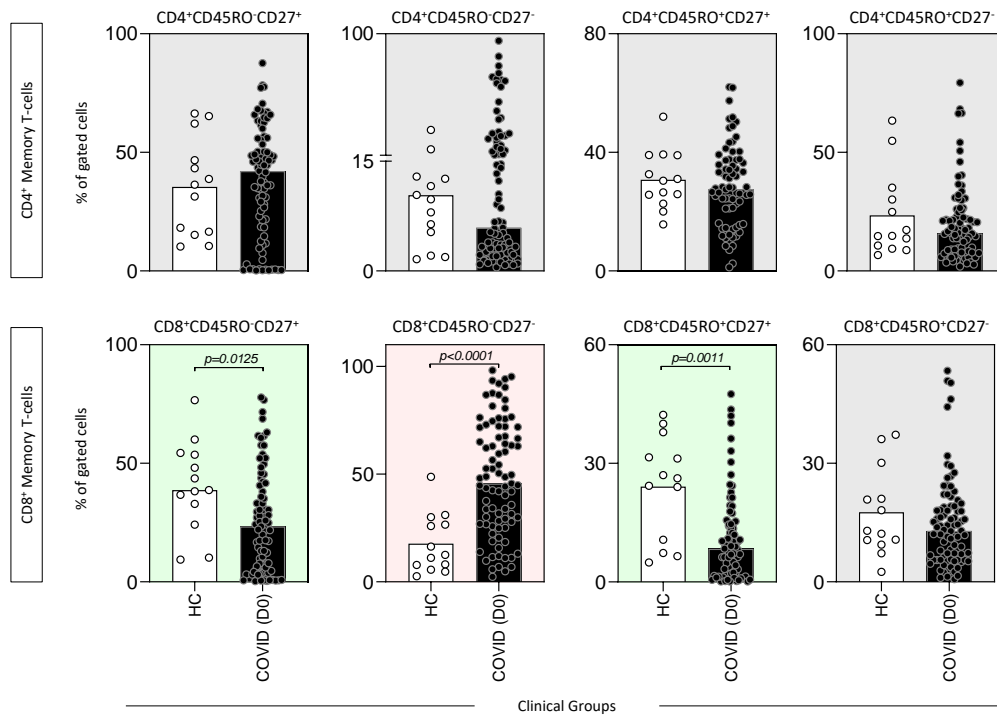 CD4⁺ Memory T-cells
% of gated cells
CD4⁺CD45RO⁻CD27⁺
100
50
0
CD4⁺CD45RO⁻CD27⁻
100
15
0
CD4⁺CD45RO⁺CD27⁺
80
40
0
CD4⁺CD45RO⁺CD27⁻
100
50
0
CD8⁺ Memory T-cells
% of gated cells
CD8⁺CD45RO⁻CD27⁺
100
50
0
p=0.0125
HC
COVID (D0)
CD8⁺CD45RO⁻CD27⁻
100
50
0
p<0.0001
HC
COVID (D0)
CD8⁺CD45RO⁺CD27⁺
60
30
0
p=0.0011
HC
COVID (D0)
CD8⁺CD45RO⁺CD27⁻
60
30
0
HC
COVID (D0)
Clinical Groups